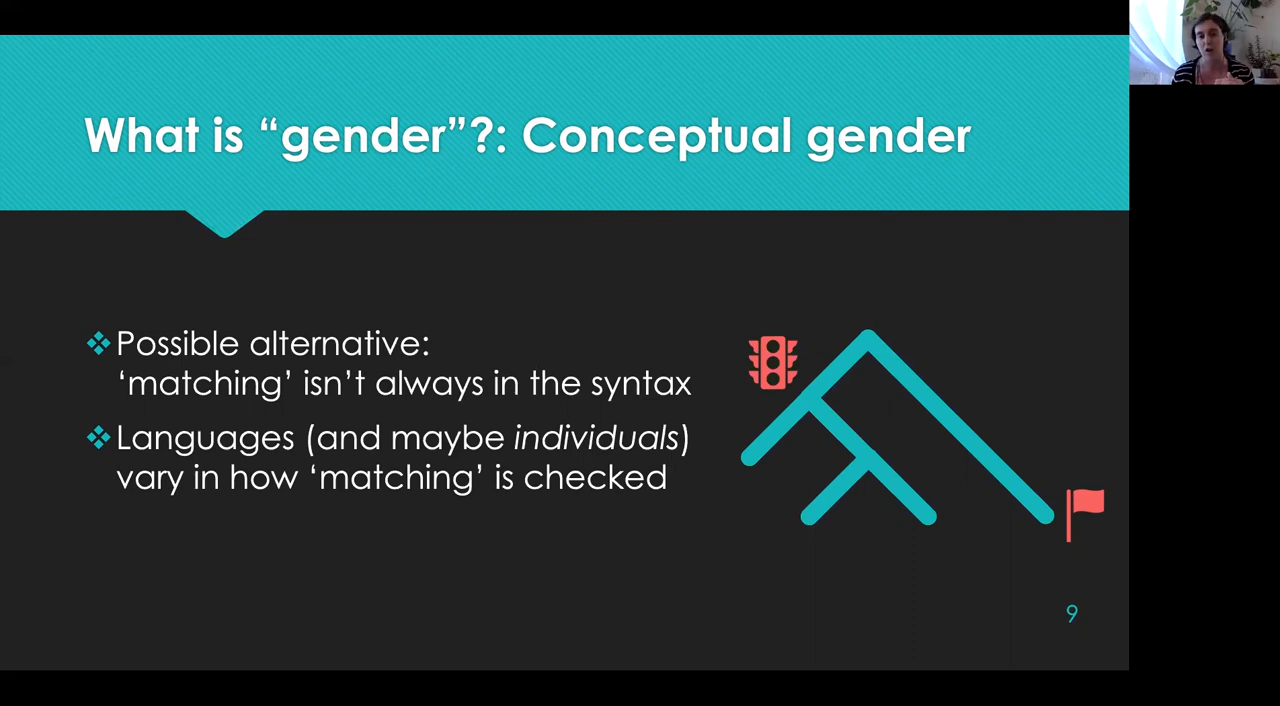 What is “gender”?: Conceptual gender
Possible alternative:
‘matching’ isn’t always in the syntax
Languages (and maybe individuals)
vary in how ‘matching’ is checked
9